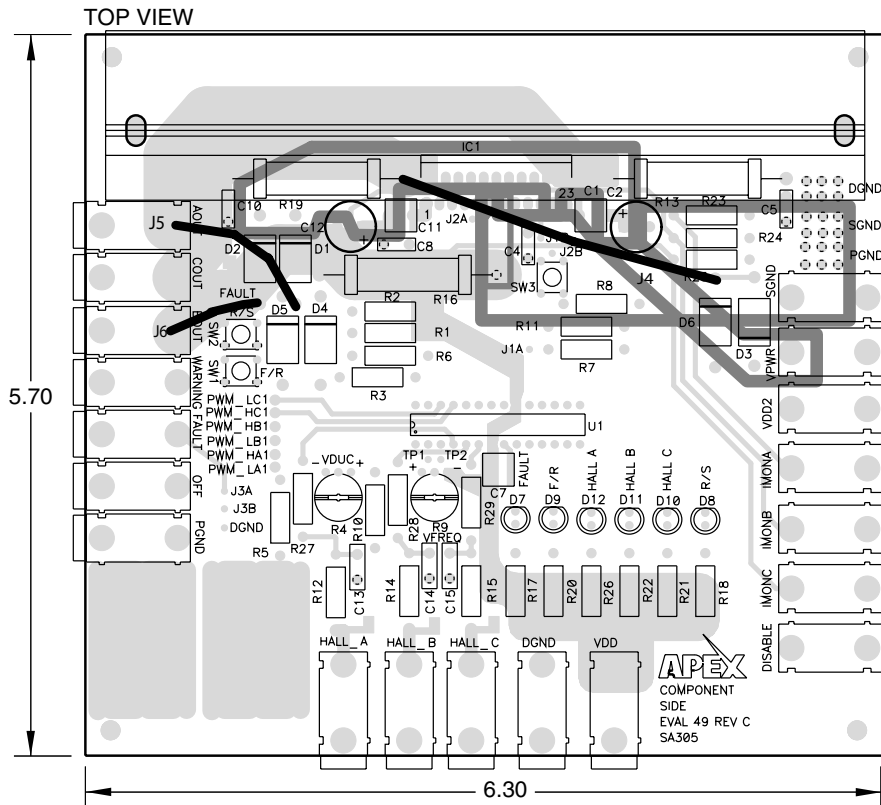 TOP VIEW
5.70
6.30
IC1
C10
R19
C12
1
J2A
C11
C8
23
C1
C2
R13
R23
C5
R24
DGND
SGND
PGND
J5
AOUT
D2
D1
C4
J2B
J4
SW3
R8
SGND
COUT
FAULT
R/S
R16
J6
SW2
D5
D4
R2
R1
R11
D6
D3
VPWR
SW1
F/R
R6
R3
J1A
R7
WARNING
FAULT
PWM_LC1
PWM_HC1
PWM_HB1
PWM_LB1
PWM_HA1
PWM_LA1
U1
VDD2
OFF
J3A
J3B
DGND
PGND
-VDUC+
TP1
+
TP2
-
C7
FAULT
F/R
HALL A
HALL B
HALL C
R/S
IMONA
D7
D9
D12
D11
D10
D8
R5
R27
R4
R10
R28
R9
R29
VFREQ
IMONB
R12
C13
R14
C14
C15
R15
R17
R20
R26
R22
R21
R18
IMONC
HALL_A
HALL_B
HALL_C
DGND
VDD
DISABLE
APEX
COMPONENT
SIDE
EVAL 49 REV C
SA305